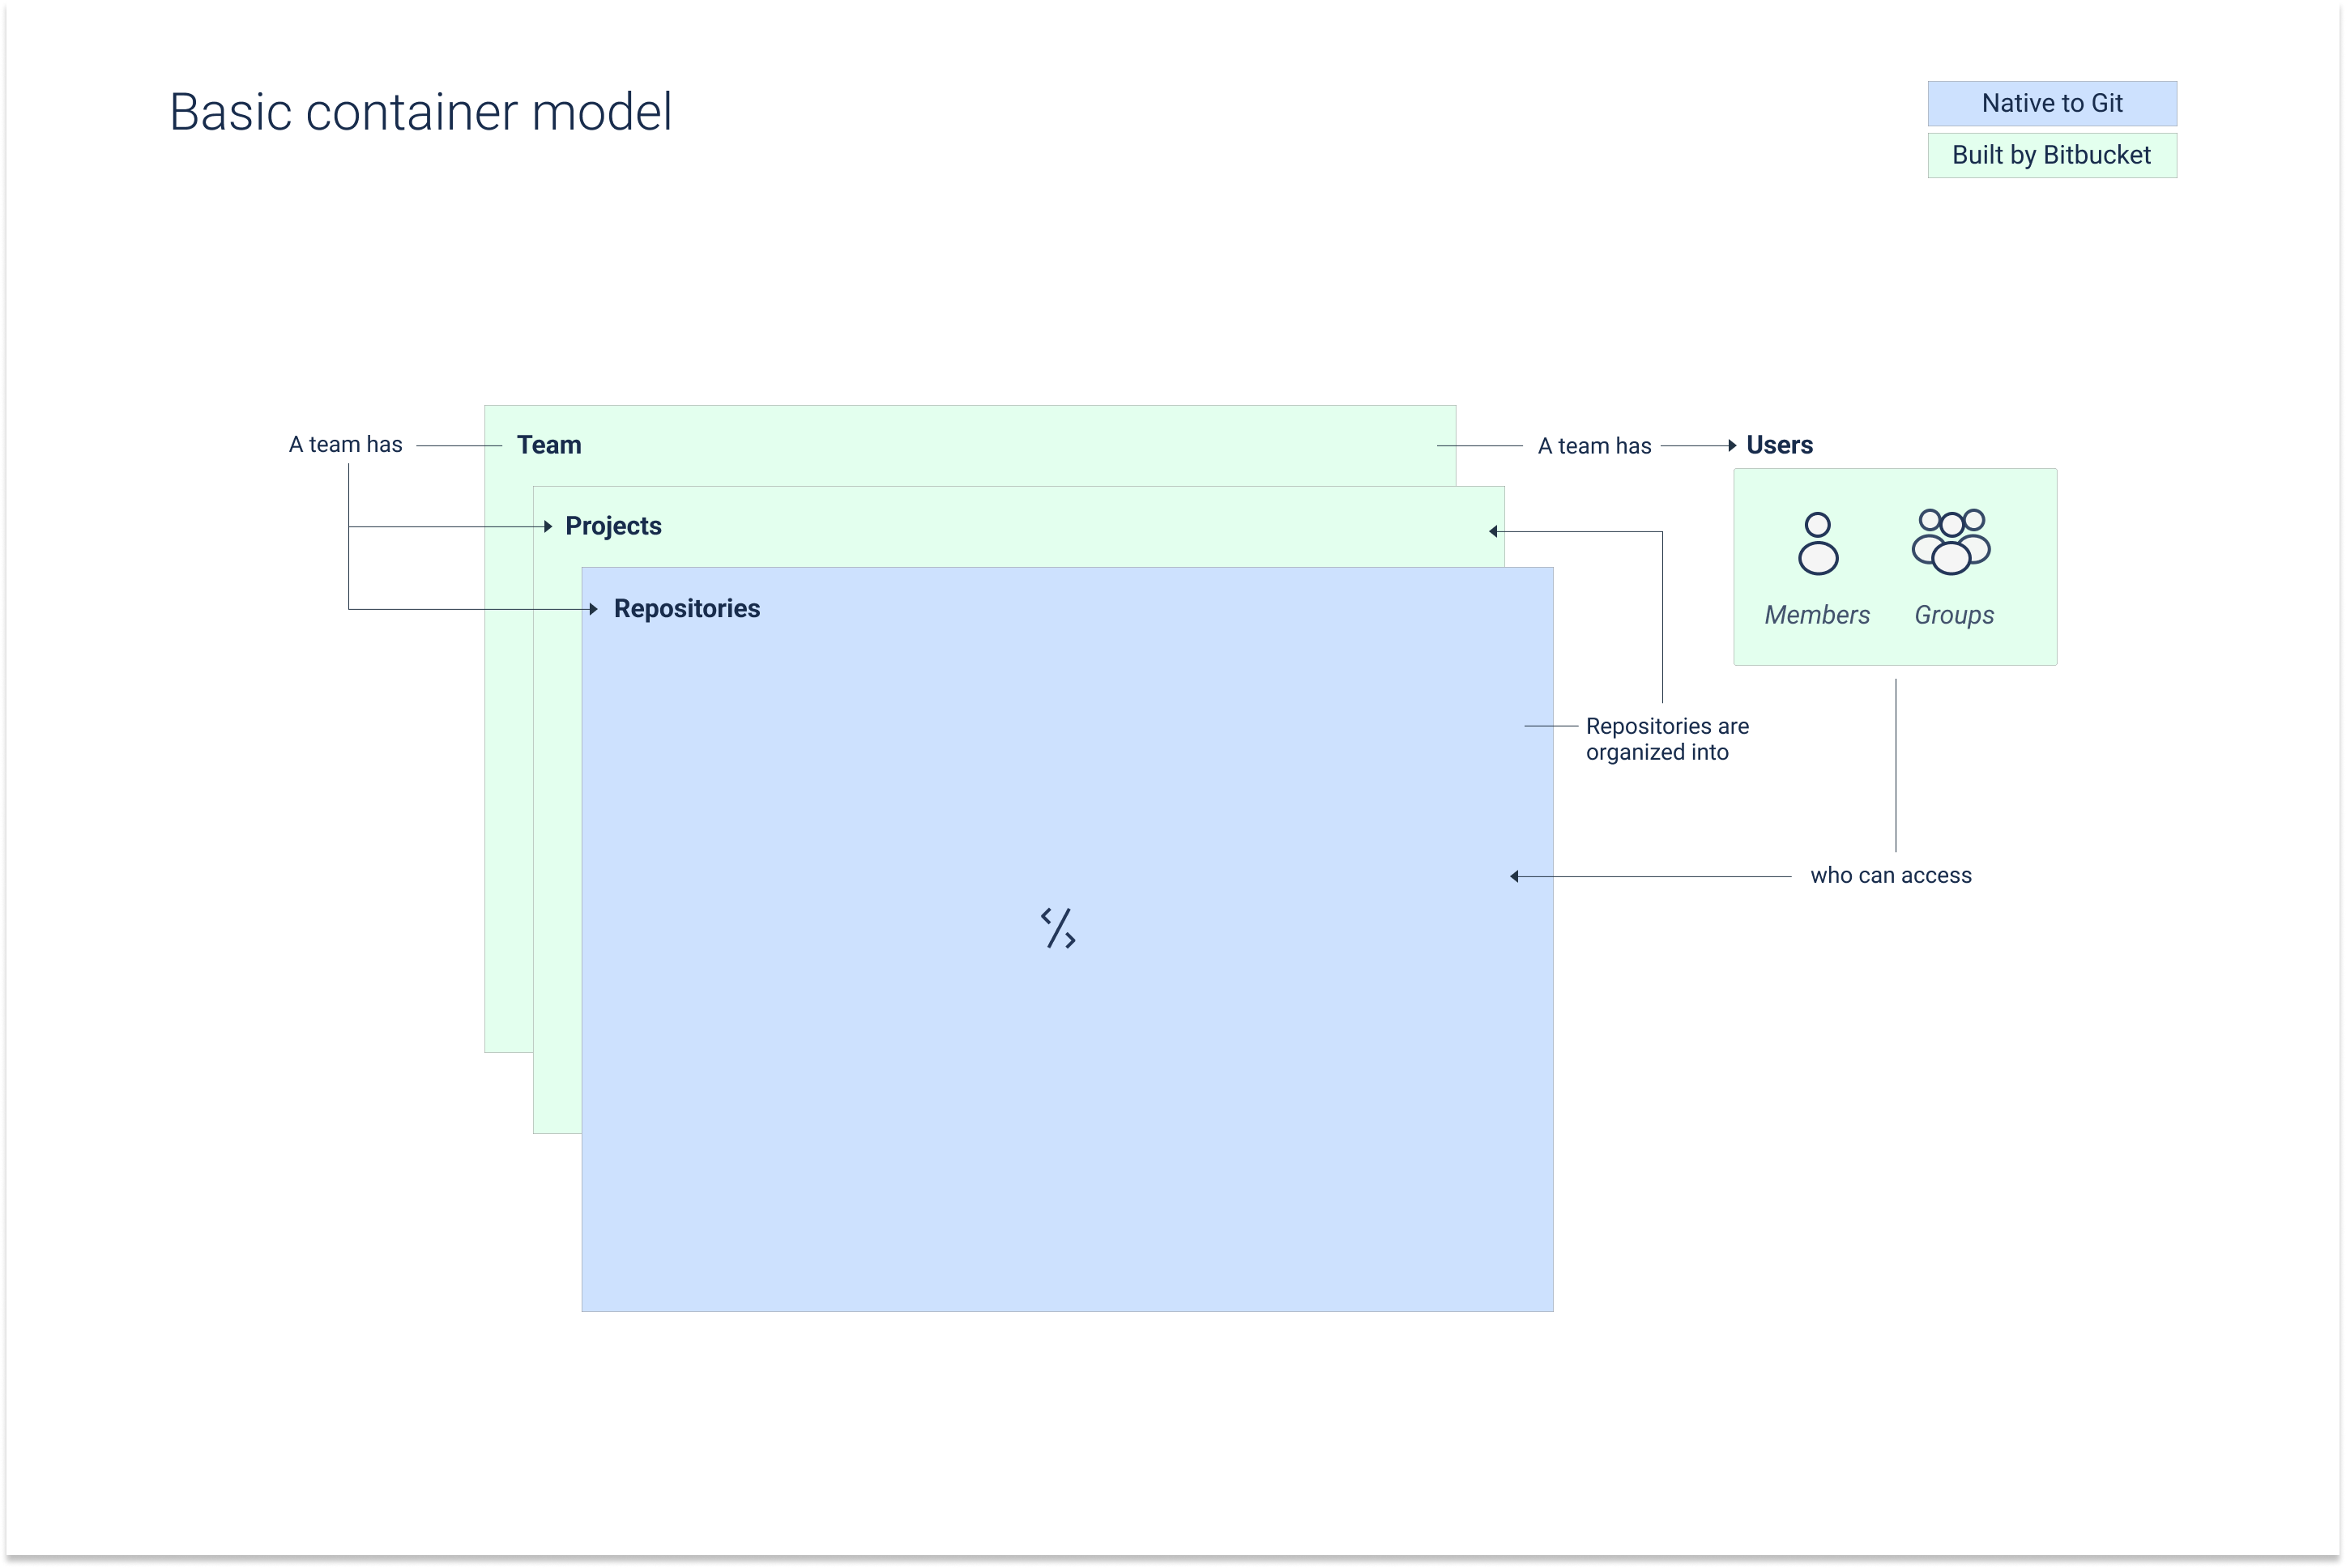 Basic container model
Native to Git
Built by Bitbucket
A team has
Team
A team has
Users
Projects
Repositories
Members
Groups
Repositories are
organized into
who can access